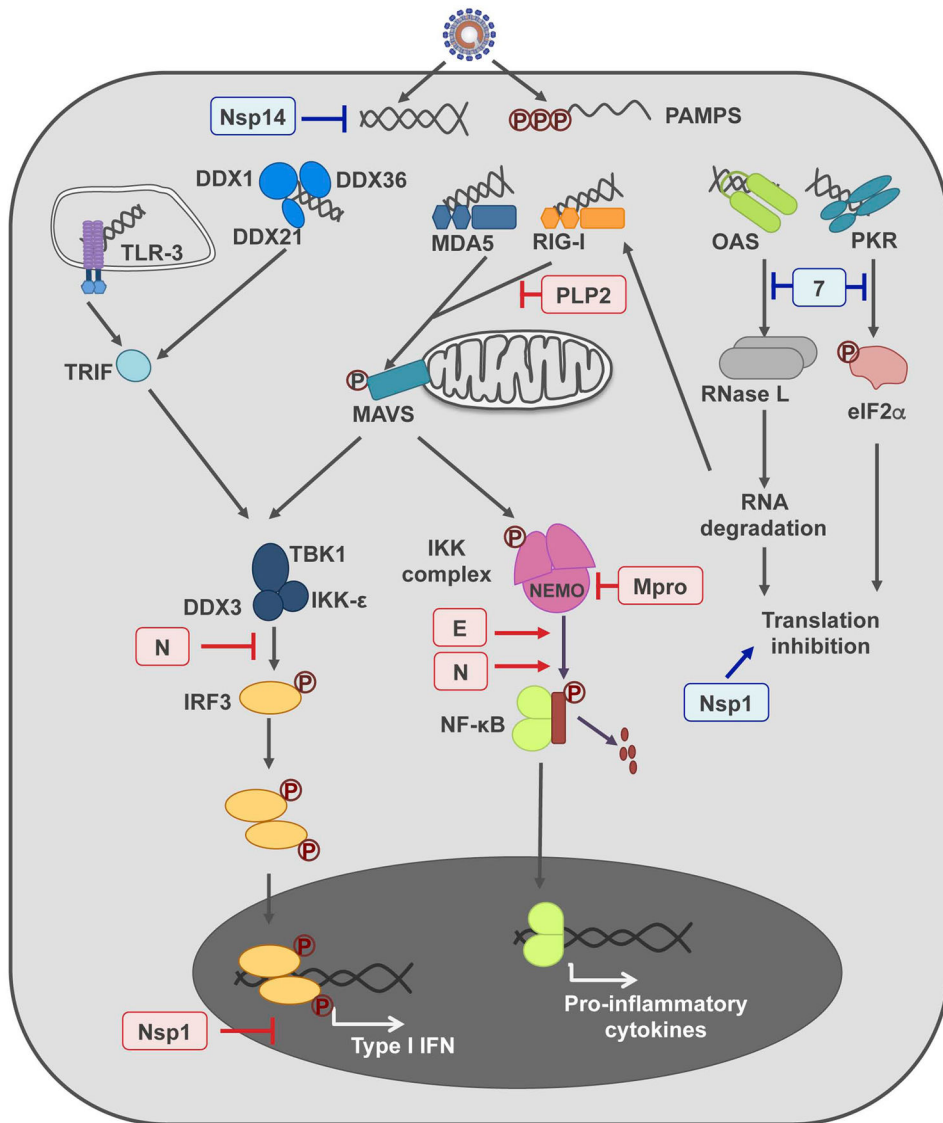 Nsp14
P P P
PAMPS
DDX1
DDX36
DDX21
TLR-3
MDA5
RIG-I
OAS
PKR
PLP2
7
TRIF
P
MAVS
RNase L
P
eIF2α
RNA
degradation
TBK1
DDX3
IKK-ε
IKK
complex
P
NEMO
Mpro
N
E
N
Translation
inhibition
Nsp1
IRF3
P
NF-κB
P
P
P
P
P
Nsp1
Type I IFN
Pro-inflammatory
cytokines